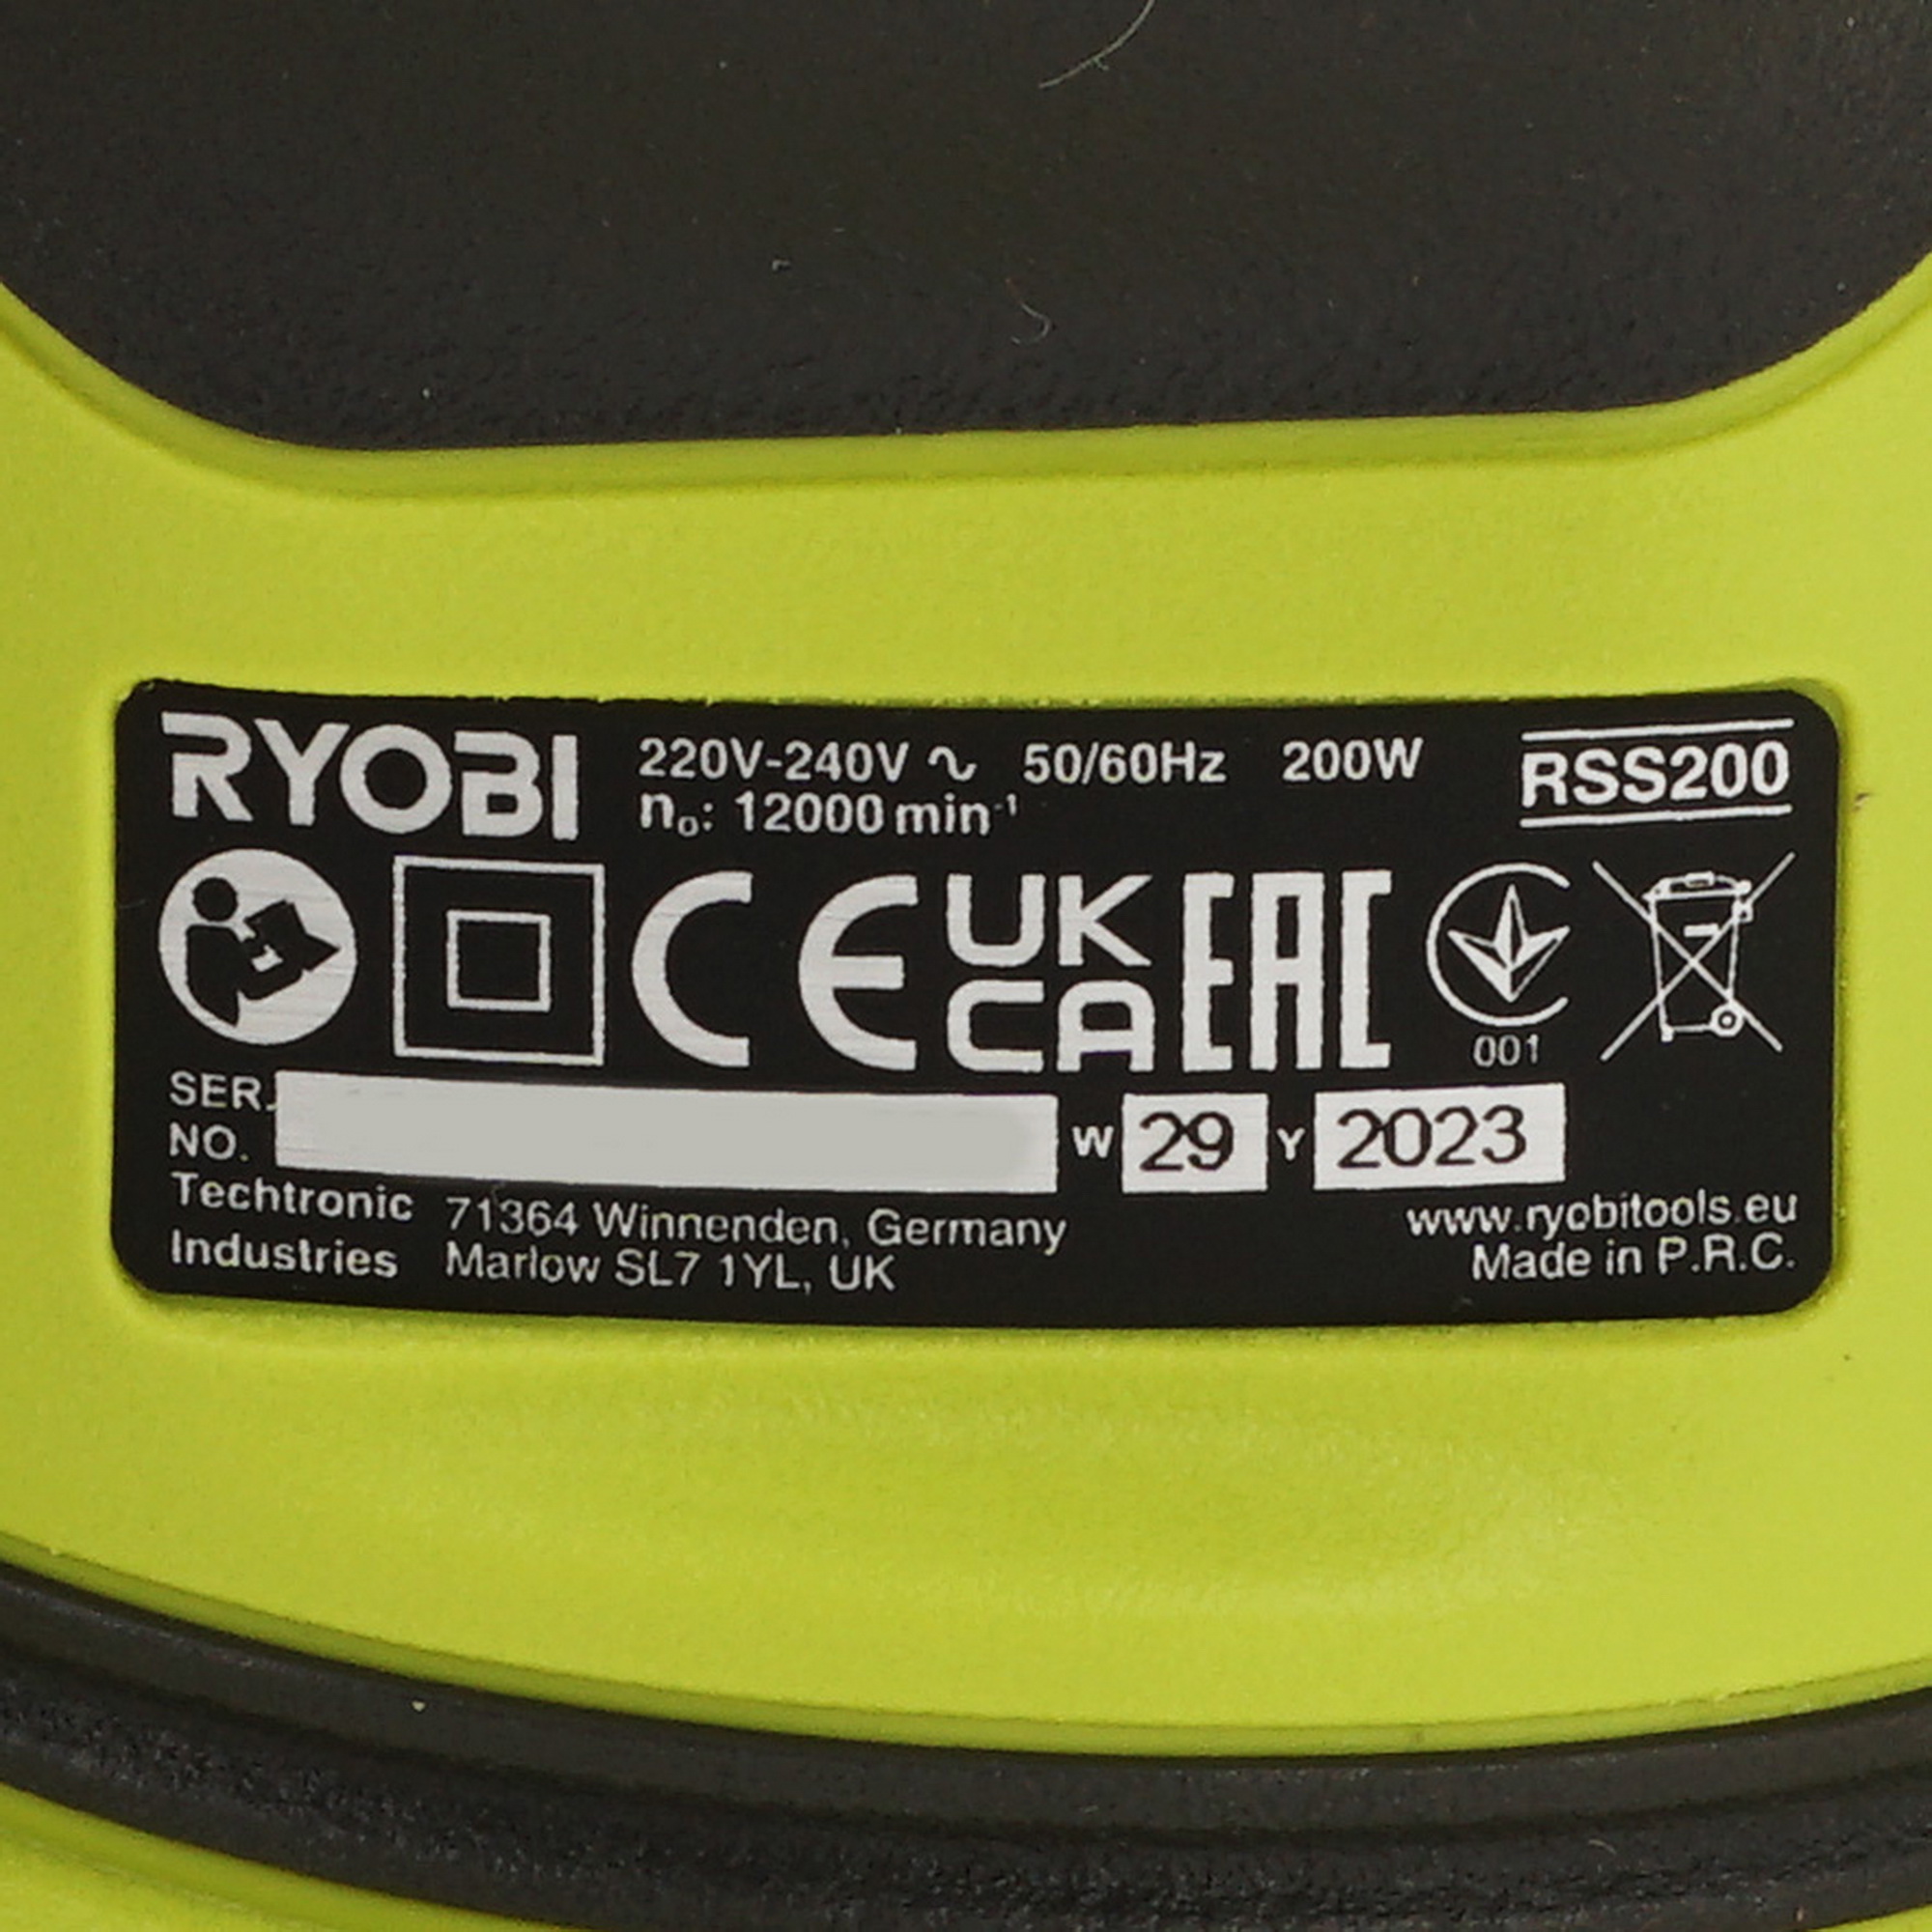 RYOBI
220V-240V ∿ 50/60Hz 200W
n₀: 12000 min⁻¹
RSS200
CE
UK
CA
EAC
001
SER.
NO.
W 29 Y 2023
Techtronic
Industries
71364 Winnenden, Germany
Marlow SL7 1YL, UK
www.ryobitools.eu
Made in P.R.C.